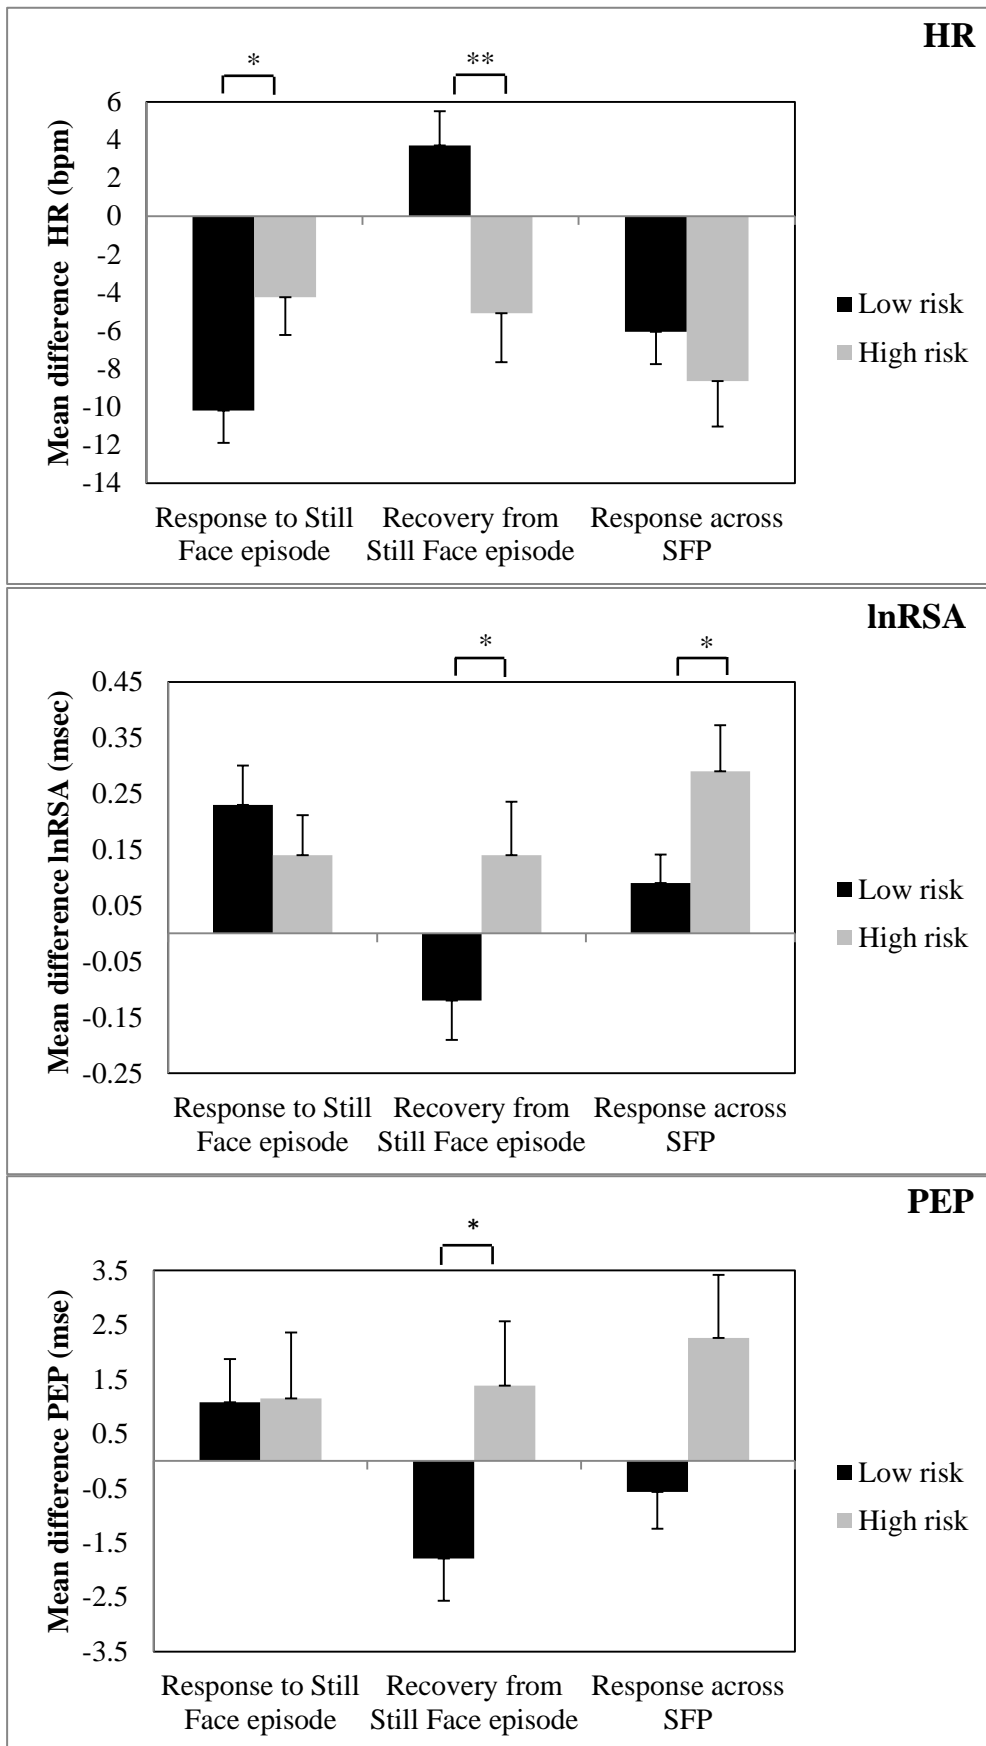 HR
*
**
Mean difference HR (bpm)
6
4
2
0
-2
-4
-6
-8
-10
-12
-14
Response to Still
Face episode
Recovery from
Still Face episode
Response across
SFP
Low risk
High risk
lnRSA
*
*
Mean difference lnRSA (msec)
0.45
0.35
0.25
0.15
0.05
-0.05
-0.15
-0.25
Response to Still
Face episode
Recovery from
Still Face episode
Response across
SFP
Low risk
High risk
PEP
*
Mean difference PEP (mse)
3.5
2.5
1.5
0.5
-0.5
-1.5
-2.5
-3.5
Response to Still
Face episode
Recovery from
Still Face episode
Response across
SFP
Low risk
High risk